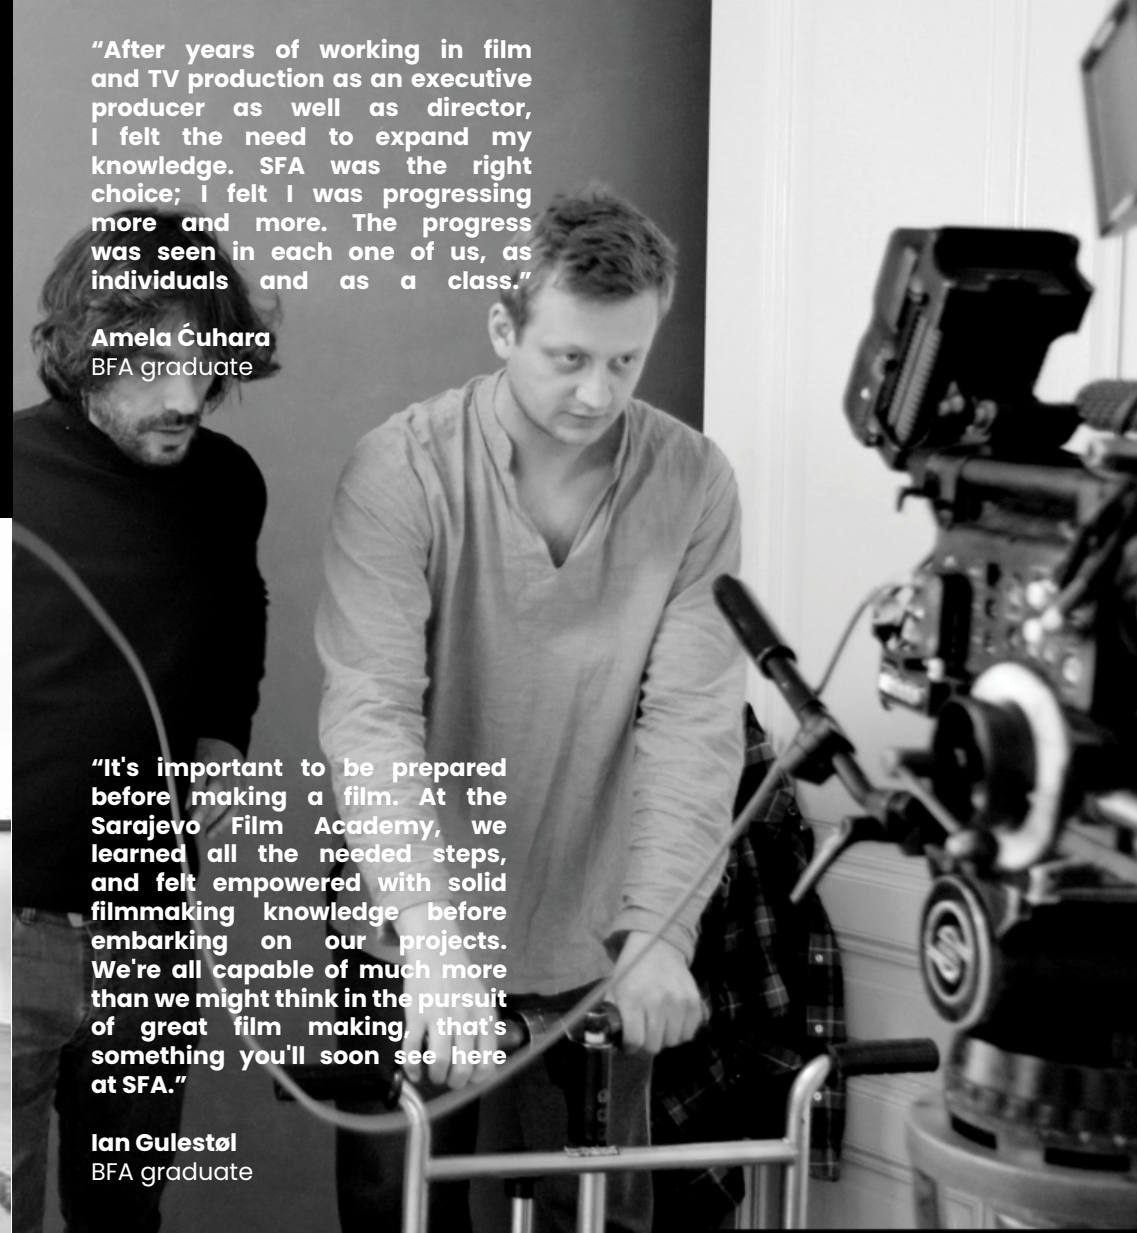 “After years of working in film
and TV production as an executive
producer as well as director,
I felt the need to expand my
knowledge. SFA was the right
choice; I felt I was progressing
more and more. The progress
was seen in each one of us, as
individuals and as a class.”
Amela Ćuhara
BFA graduate
“It's important to be prepared
before making a film. At the
Sarajevo Film Academy, we
learned all the needed steps,
and felt empowered with solid
filmmaking knowledge before
embarking on our projects.
We're all capable of much more
than we might think in the pursuit
of great film making, that's
something you'll soon see here
at SFA.”
Ian Gulestøl
BFA graduate